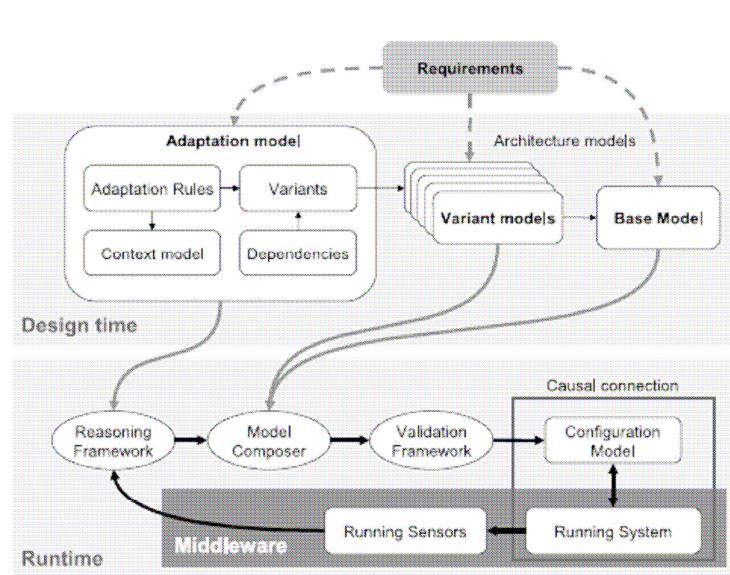 Requirements
Adaptation model
Architecture models
Adaptation Rules
Variants
Variant models
Base Model
Context model
Dependencies
Design time
Causal connection
Reasoning
Framework
Model
Composer
Validation
Framework
Configuration
Model
Running Sensors
Running System
Middleware
Runtime